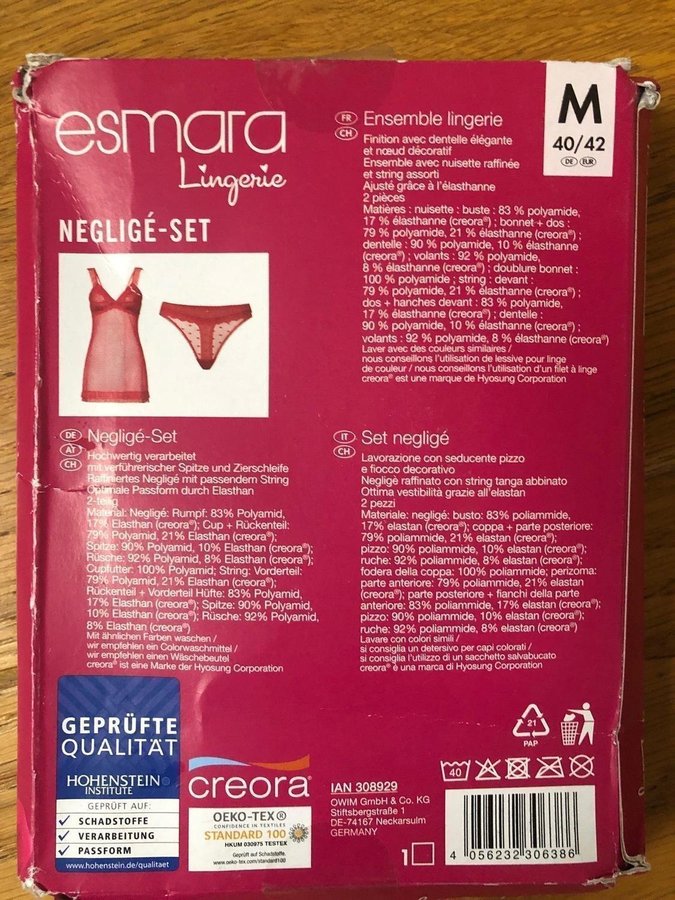 esmara
Lingerie
NEGLIGÉ-SET
M
40/42
DE EUR
FR Ensemble lingerie
CH Finition avec dentelle élégante
et nœud décoratif
Ensemble avec nuisette raffinée
et string assorti
Ajusté grâce à l'élasthanne
2 pièces
Matières : nuisette : buste : 83 % polyamide,
17 % élasthanne (creora®) ; bonnet + dos :
79 % polyamide, 21 % élasthanne (creora®) ;
dentelle : 90 % polyamide, 10 % élasthanne
(creora®) ; volants : 92 % polyamide,
8 % élasthanne (creora®) ; doublure bonnet :
100 % polyamide ; string : devant :
79 % polyamide, 21 % élasthanne (creora®) ;
dos + hanches devant : 83 % polyamide,
17 % élasthanne (creora®) ; dentelle :
90 % polyamide, 10 % élasthanne (creora®) ;
volants : 92 % polyamide, 8 % élasthanne (creora®)
Laver avec des couleurs similaires /
nous conseillons l'utilisation de lessive pour linge
de couleur / nous conseillons l'utilisation d'un filet à linge
creora® est une marque de Hyosung Corporation
DE Negligé-Set
AT Hochwertig verarbeitet
CH mit verführerischer Spitze und Zierschleife
Raffiniertes Negligé mit passendem String
Optimale Passform durch Elasthan
2-teilig
Material: Negligé: Rumpf: 83% Polyamid,
17% Elasthan (creora®); Cup + Rückenteil:
79% Polyamid, 21% Elasthan (creora®);
Spitze: 90% Polyamid, 10% Elasthan (creora®);
Rüsche: 92% Polyamid, 8% Elasthan (creora®);
Cupfutter: 100% Polyamid; String: Vorderteil:
79% Polyamid, 21% Elasthan (creora®);
Rückenteil + Vorderteil Hüfte: 83% Polyamid,
17% Elasthan (creora®); Spitze: 90% Polyamid,
10% Elasthan (creora®); Rüsche: 92% Polyamid,
8% Elasthan (creora®)
Mit ähnlichen Farben waschen /
wir empfehlen ein Colorwaschmittel /
wir empfehlen einen Wäschebeutel
creora® ist eine Marke der Hyosung Corporation
IT Set negligé
CH Lavorazione con seducente pizzo
e fiocco decorativo
Negligè raffinato con string tanga abbinato
Ottima vestibilità grazie all'elastan
2 pezzi
Materiale: negligé: busto: 83% poliammide,
17% elastan (creora®); coppa + parte posteriore:
79% poliammide, 21% elastan (creora®);
pizzo: 90% poliammide, 10% elastan (creora®);
ruche: 92% poliammide, 8% elastan (creora®);
fodera della coppa: 100% poliammide; perizoma:
parte anteriore: 79% poliammide, 21% elastan
(creora®); parte posteriore + fianchi della parte
anteriore: 83% poliammide, 17% elastan (creora®);
pizzo: 90% poliammide, 10% elastan (creora®);
ruche: 92% poliammide, 8% elastan (creora®)
Lavare con colori simili /
si consiglia un detersivo per capi colorati /
si consiglia l'utilizzo di un sacchetto salvabucato
creora® è una marca di Hyosung Corporation
GEPRÜFTE
QUALITÄT
HOHENSTEIN
INSTITUTE
GEPRÜFT AUF:
SCHADSTOFFE
VERARBEITUNG
PASSFORM
www.hohenstein.de/qualitaet
creora®
OEKO-TEX®
CONFIDENCE IN TEXTILES
STANDARD 100
HKUM 030975 TESTEX
Geprüft auf Schadstoffe.
www.oeko-tex.com/standard100
21
PAP
40
IAN 308929
OWIM GmbH & Co. KG
Stiftsbergstraße 1
DE-74167 Neckarsulm
GERMANY
1
4 056232 306386